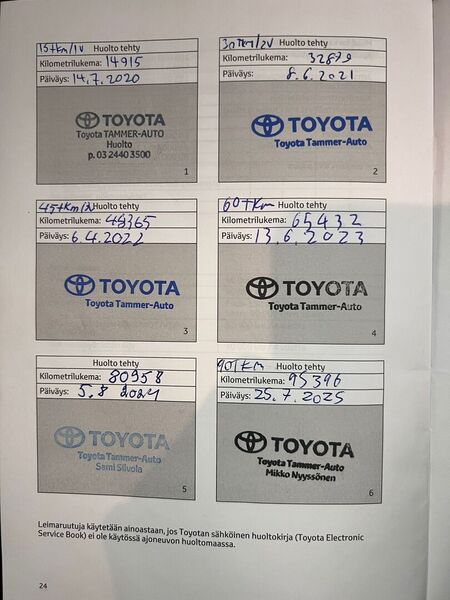 15tkm/1V Huolto tehty
Kilometrilukema: 14915
Päiväys: 14.7.2020
TOYOTA
Toyota TAMMER-AUTO
Huolto
p. 03 2440 3500
1
30tkm/2V Huolto tehty
Kilometrilukema: 32879
Päiväys: 8.6.2021
TOYOTA
Toyota Tammer-Auto
2
45tkm/ Huolto tehty
Kilometrilukema: 48365
Päiväys: 6.4.2022
TOYOTA
Toyota Tammer-Auto
3
60tkm Huolto tehty
Kilometrilukema: 65432
Päiväys: 13.6.2023
TOYOTA
Toyota Tammer-Auto
4
Huolto tehty
Kilometrilukema: 80958
Päiväys: 5.8 2024
TOYOTA
Toyota Tammer-Auto
Sami Silvola
5
90tkm Huolto tehty
Kilometrilukema: 95396
Päiväys: 25.7.2025
TOYOTA
Toyota Tammer-Auto
Mikko Nyyssönen
6
Leimaruutuja käytetään ainoastaan, jos Toyotan sähköinen huoltokirja (Toyota Electronic
Service Book) ei ole käytössä ajoneuvon huoltomaassa.
24